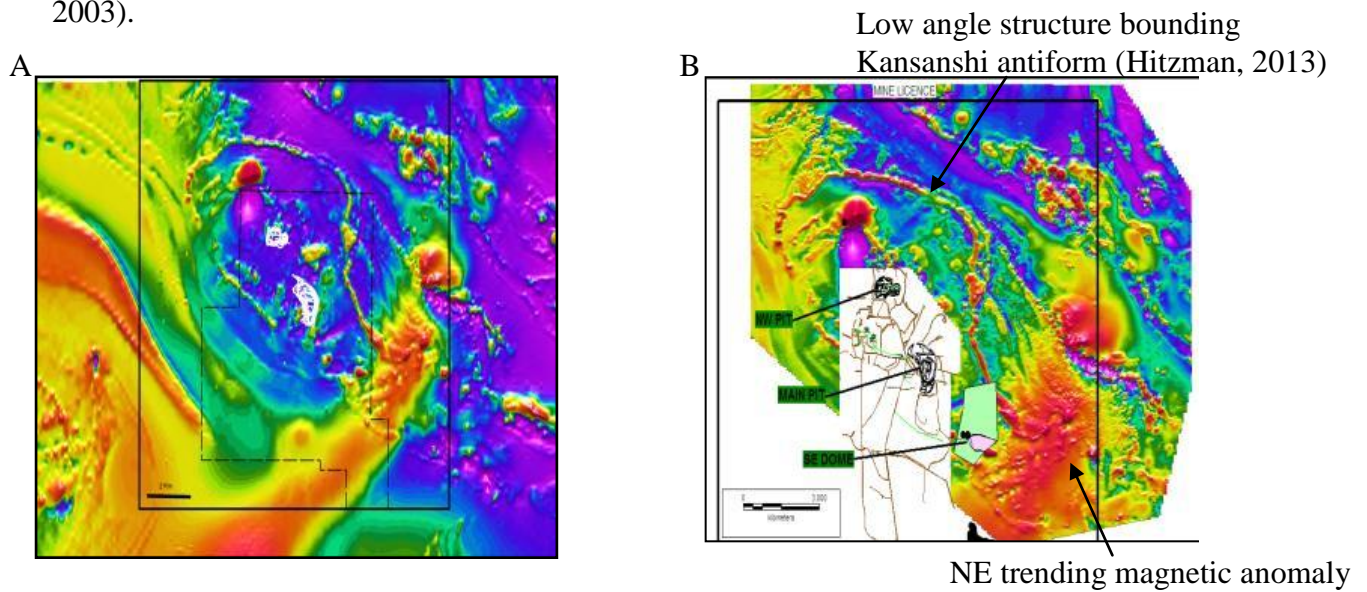 2003).
Low angle structure bounding
Kansanshi antiform (Hitzman, 2013)
A
B
MINE LICENCE
NW PIT
MAIN PIT
SE DOME
kilometers
NE trending magnetic anomaly